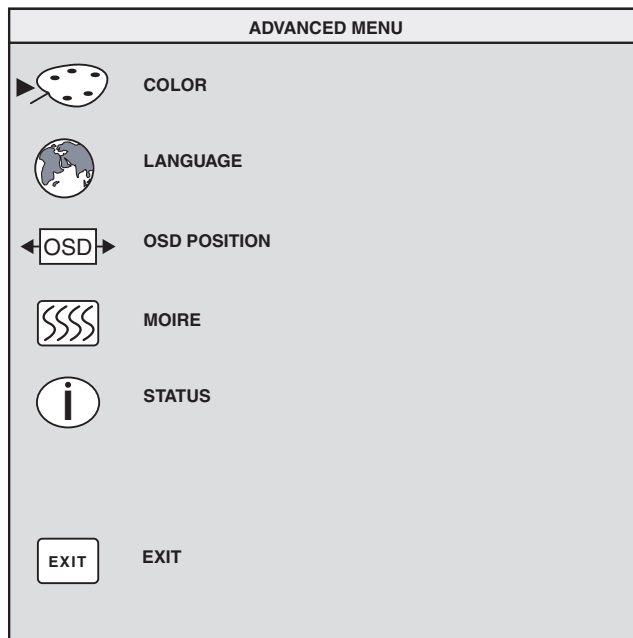 ADVANCED MENU
COLOR
LANGUAGE
OSD OSD POSITION
MOIRE
i STATUS
EXIT EXIT